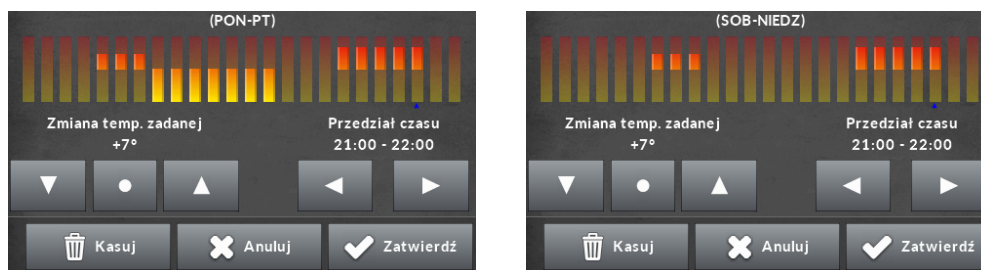 (PON-PT)
Zmiana temp. zadanej
+7°
Przedział czasu
21:00 - 22:00
Kasuj
Anuluj
Zatwierdź
(SOB-NIEDZ)
Zmiana temp. zadanej
+7°
Przedział czasu
21:00 - 22:00
Kasuj
Anuluj
Zatwierdź